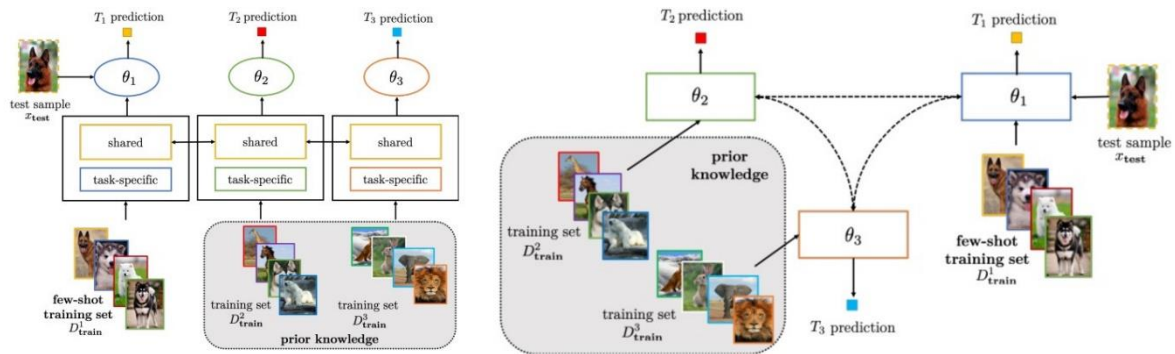 T₁ prediction
T₂ prediction
T₃ prediction
θ₁
θ₂
θ₃
test sample
x_test
shared
shared
shared
task-specific
task-specific
task-specific
few-shot
training set
D¹_train
training set
D²_train
training set
D³_train
prior knowledge
T₂ prediction
T₁ prediction
θ₂
θ₁
test sample
x_test
prior
knowledge
training set
D²_train
θ₃
few-shot
training set
D¹_train
training set
D³_train
T₃ prediction